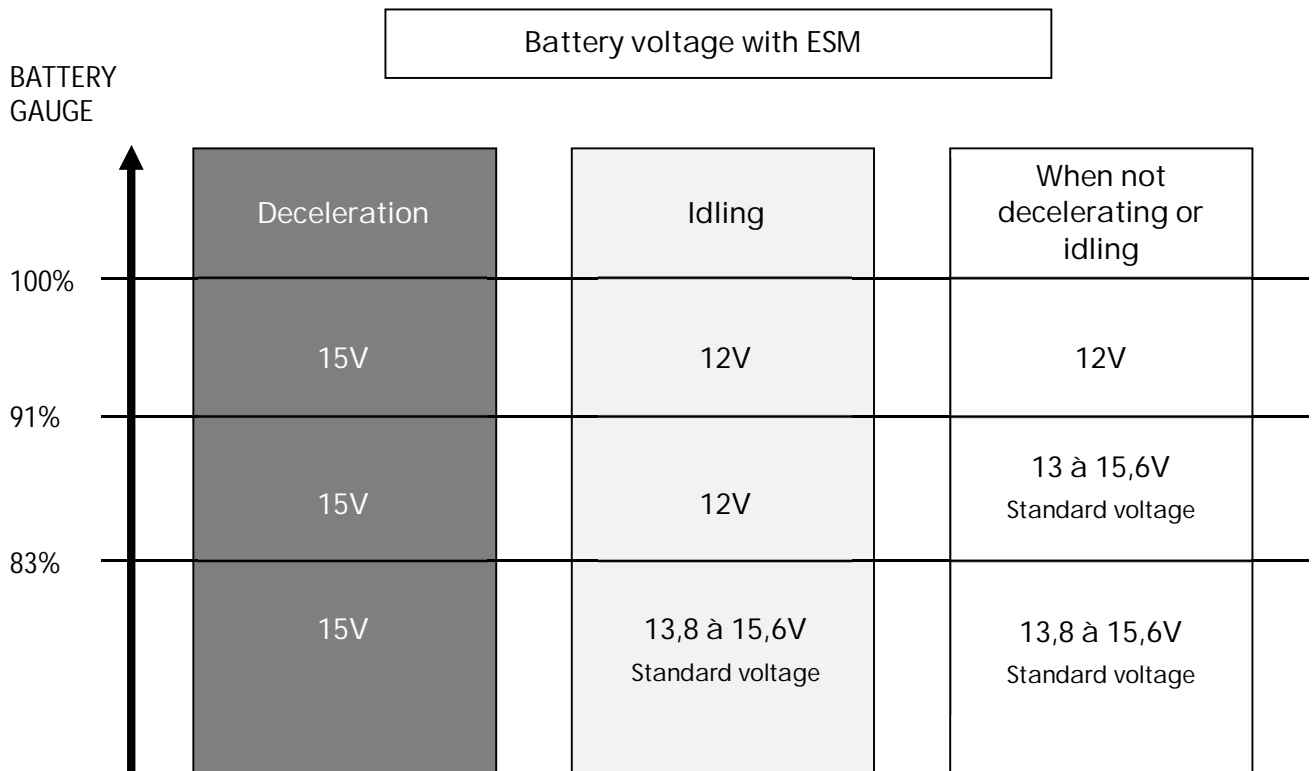 Battery voltage with ESM
BATTERY
GAUGE
Deceleration
Idling
When not
decelerating or
idling
100%
15V
12V
12V
91%
15V
12V
13 à 15,6V
Standard voltage
83%
15V
13,8 à 15,6V
Standard voltage
13,8 à 15,6V
Standard voltage